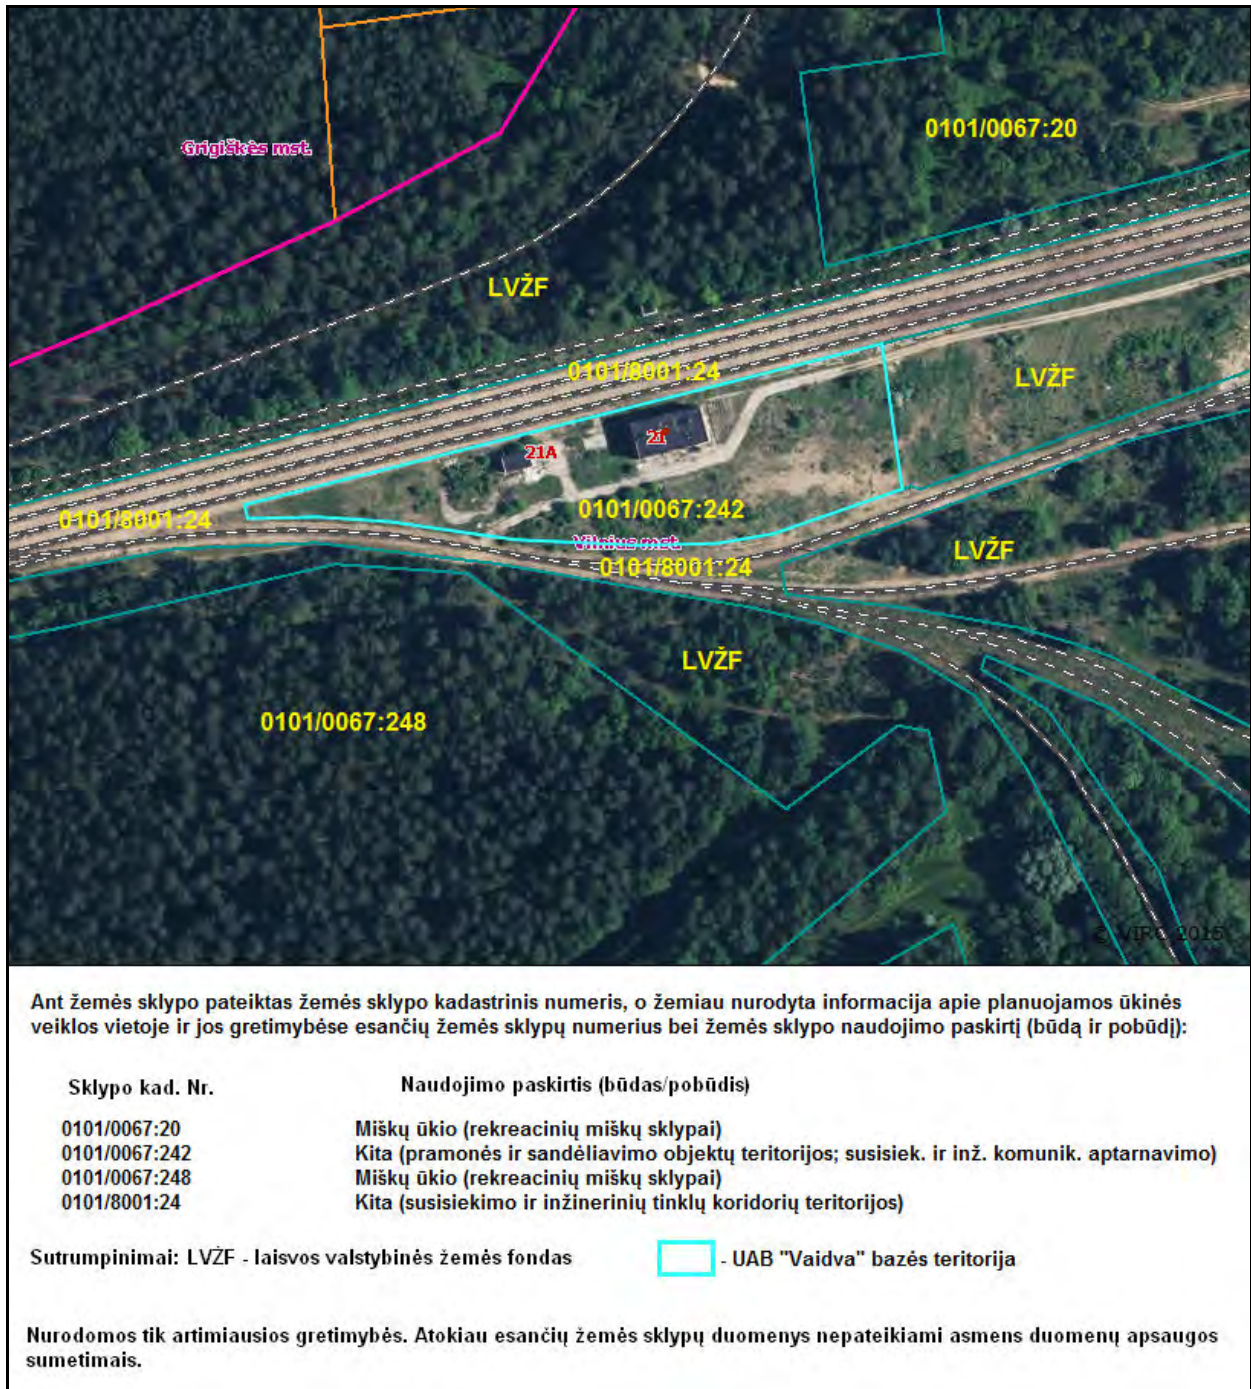 0101/0067:20
Grigiškės mst.
LVŽF
0101/8001:24
LVŽF
21
21A
0101/0067:242
0101/8001:24
Vilnius mst.
LVŽF
0101/8001:24
LVŽF
0101/0067:248
© VĮRC 2015
Ant žemės sklypo pateiktas žemės sklypo kadastrinis numeris, o žemiau nurodyta informacija apie planuojamos ūkinės
veiklos vietoje ir jos gretimybėse esančių žemės sklypų numerius bei žemės sklypo naudojimo paskirtį (būdą ir pobūdį):
Sklypo kad. Nr. Naudojimo paskirtis (būdas/pobūdis)
0101/0067:20 Miškų ūkio (rekreacinių miškų sklypai)
0101/0067:242 Kita (pramonės ir sandėliavimo objektų teritorijos; susisiek. ir inž. komunik. aptarnavimo)
0101/0067:248 Miškų ūkio (rekreacinių miškų sklypai)
0101/8001:24 Kita (susisiekimo ir inžinerinių tinklų koridorių teritorijos)
Sutrumpinimai: LVŽF - laisvos valstybinės žemės fondas - UAB "Vaidva" bazės teritorija
Nurodomos tik artimiausios gretimybės. Atokiau esančių žemės sklypų duomenys nepateikiami asmens duomenų apsaugos
sumetimais.